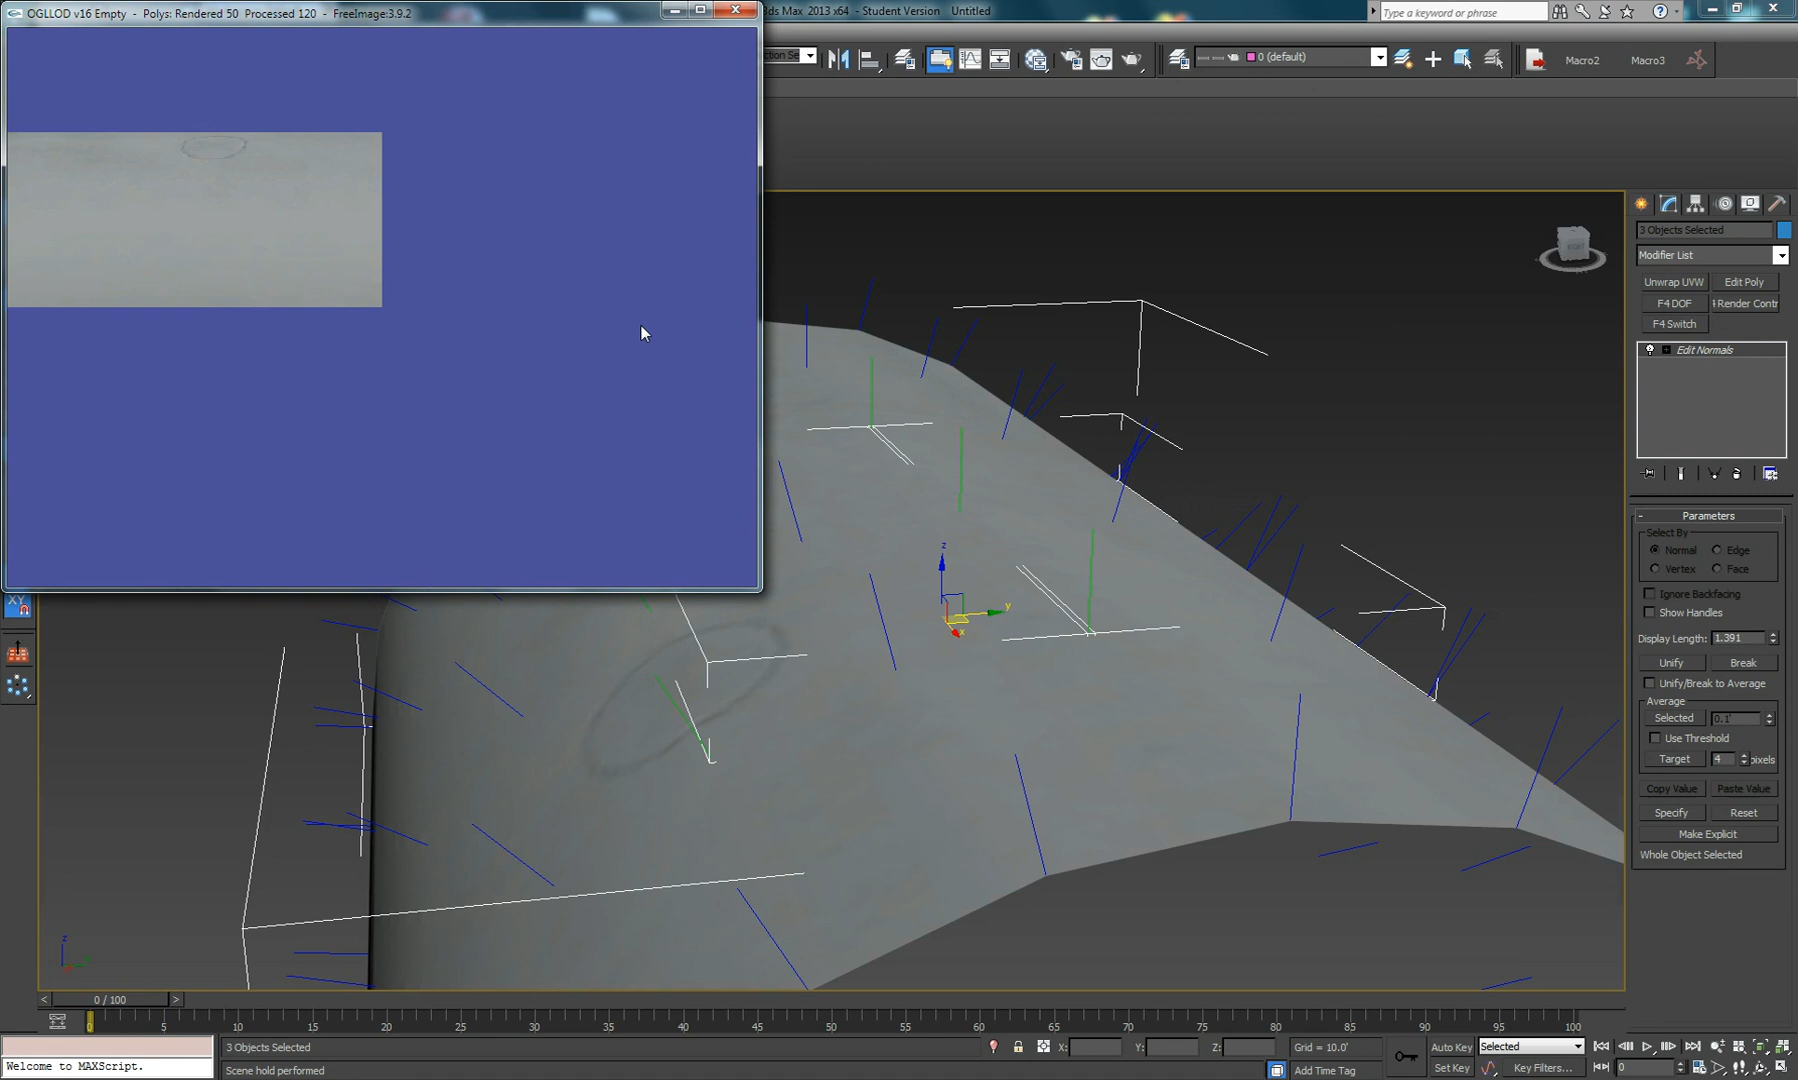 OGLLOD v16 Empty - Polys: Rendered 50 Processed 120 - FreeImage:3.9.2
ds Max 2013 x64 - Student Version Untitled
Type a keyword or phrase
ction Se
0 (default)
Macro2
Macro3
3 Objects Selected
Modifier List
Unwrap UVW
Edit Poly
F4 DOF
Render Contr
F4 Switch
Edit Normals
Parameters
Select By
Normal
Edge
Vertex
Face
Ignore Backfacing
Show Handles
Display Length: 1.391
Unify
Break
Unify/Break to Average
Average
Selected
0.1'
Use Threshold
Target
4
pixels
Copy Value
Paste Value
Specify
Reset
Make Explicit
Whole Object Selected
z
y
x
XY
z
0 / 100
0 5 10 15 20 25 30 35 40 45 50 55 60 65 70 75 80 85 90 95 100
3 Objects Selected
X:
Y:
Z:
Grid = 10.0'
Auto Key
Selected
Welcome to MAXScript.
Scene hold performed
Add Time Tag
Set Key
Key Filters...
0